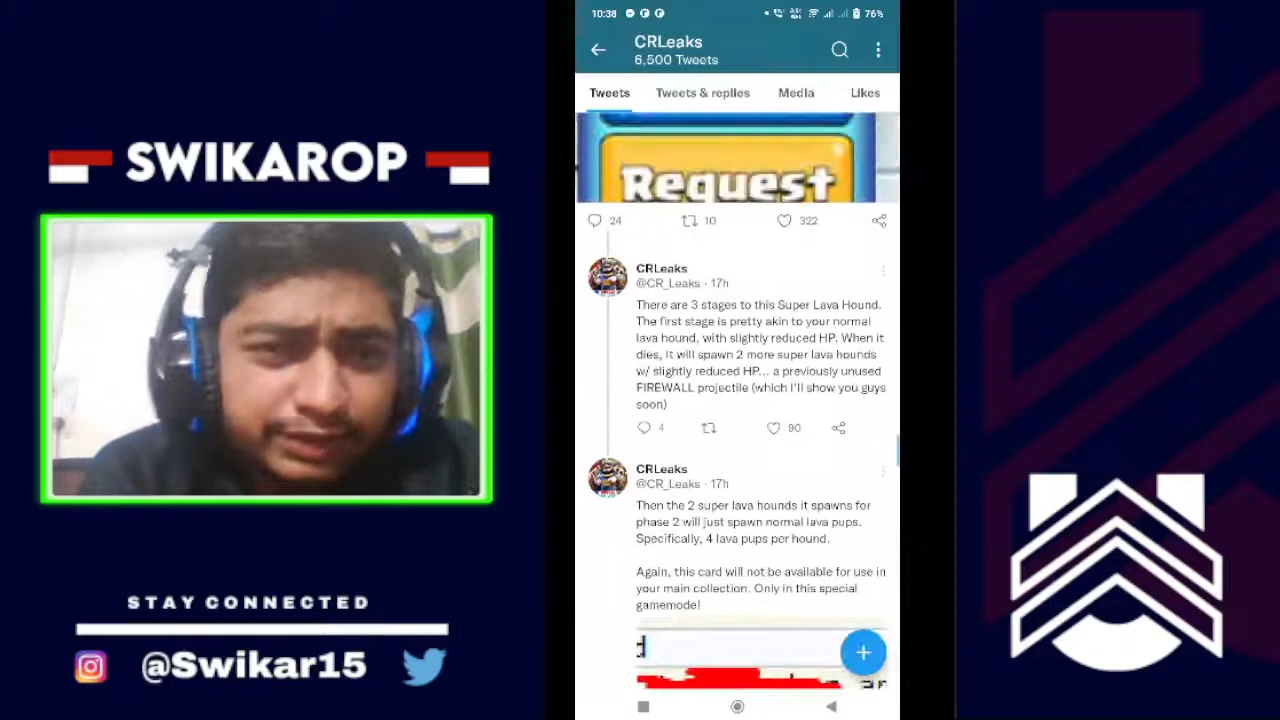 SWIKAROP
STAY CONNECTED
@Swikar15
10:38
76%
CRLeaks
6,500 Tweets
Tweets
Tweets & replies
Media
Likes
Request
24
10
322
CRLeaks
@CR_Leaks · 17h
There are 3 stages to this Super Lava Hound.
The first stage is pretty akin to your normal
lava hound, with slightly reduced HP. When it
dies, it will spawn 2 more super lava hounds
w/ slightly reduced HP... a previously unused
FIREWALL projectile (which I'll show you guys
soon)
4
90
CRLeaks
@CR_Leaks · 17h
Then the 2 super lava hounds it spawns for
phase 2 will just spawn normal lava pups.
Specifically, 4 lava pups per hound.
Again, this card will not be available for use in
your main collection. Only in this special
gamemode!